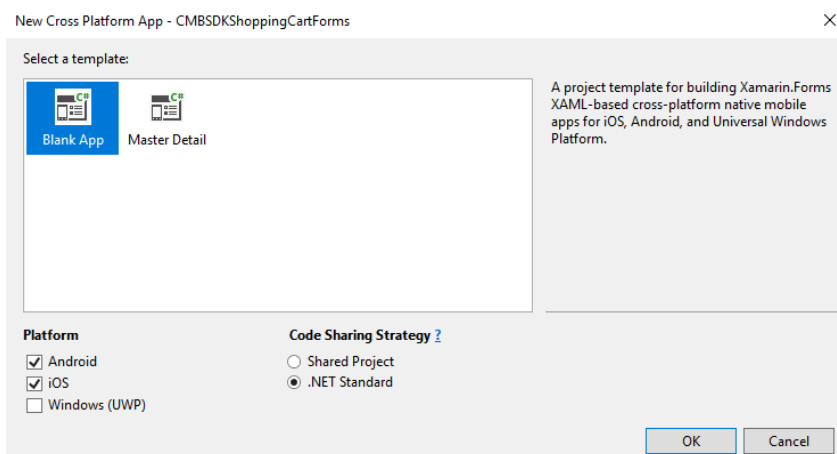 New Cross Platform App - CMBSDKShoppingCartForms
Select a template:
C#
Blank App
C#
Master Detail
A project template for building Xamarin.Forms
XAML-based cross-platform native mobile
apps for iOS, Android, and Universal Windows
Platform.
Platform
Android
iOS
Windows (UWP)
Code Sharing Strategy ?
Shared Project
.NET Standard
OK
Cancel